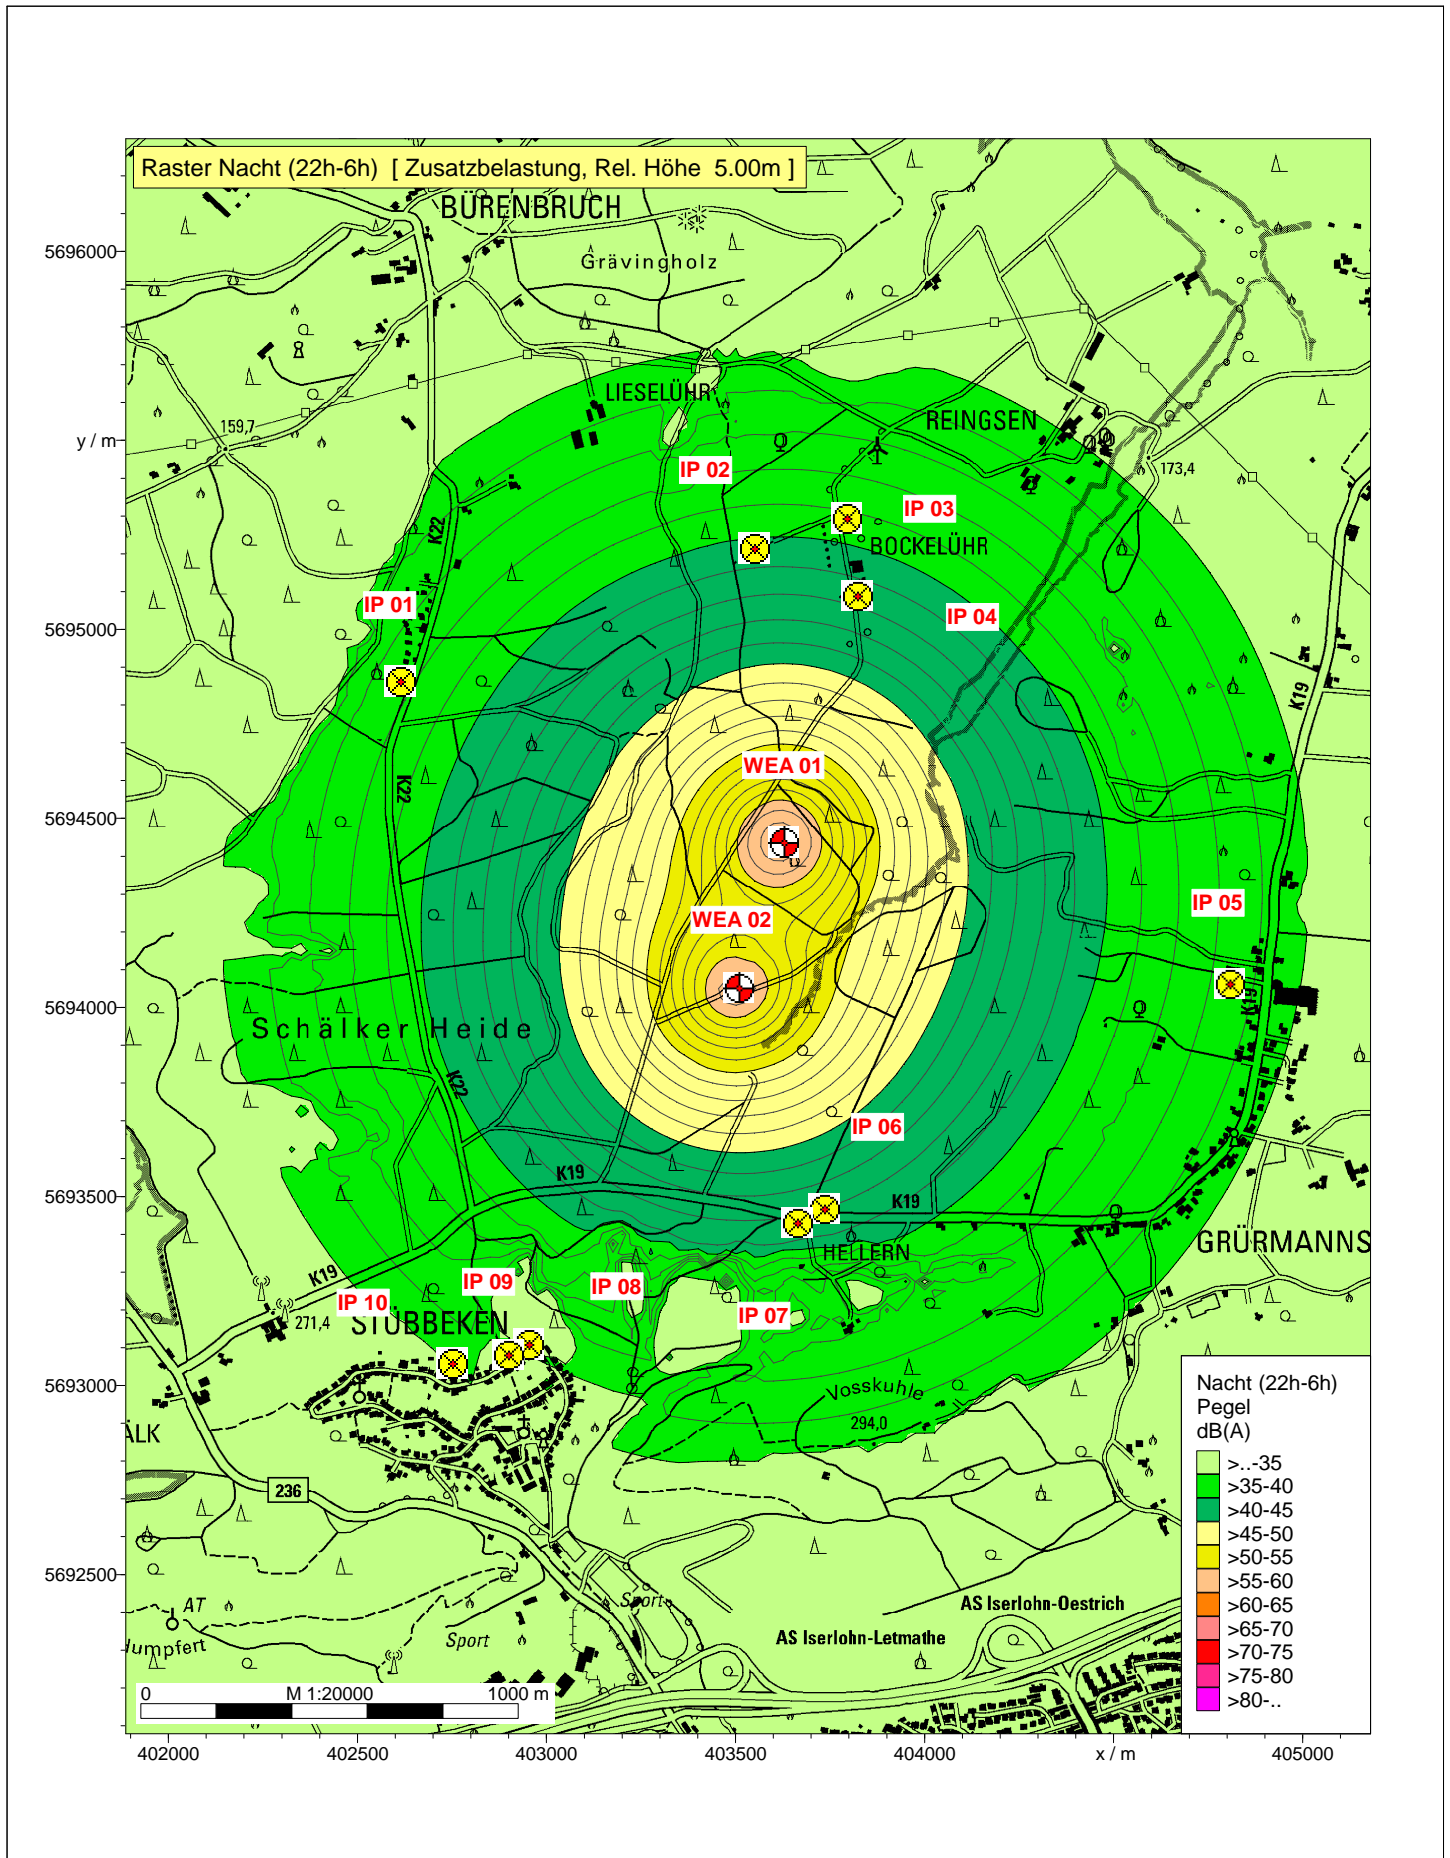 Raster Nacht (22h-6h) [ Zusatzbelastung, Rel. Höhe 5.00m ]
BÜRENBRUCH
5696000
Grävingholz
LIESELÜHR
REINGSEN
159,7
y / m
IP 02
173,4
IP 03
K22
BOCKELÜHR
IP 01
IP 04
5695000
K19
WEA 01
K22
5694500
IP 05
WEA 02
K19
5694000
Schälker Heide
K22
IP 06
K19
K19
5693500
GRÜRMANNS
HELLERN
K19
IP 09
IP 08
IP 10
IP 07
271,4
STÜBBEKEN
5693000
Vosskuhle
294,0
ÄLK
236
5692500
AT
Sport
AS Iserlohn-Oestrich
Sport
AS Iserlohn-Letmathe
Humpfert
Nacht (22h-6h)
Pegel
dB(A)
>..-35
>35-40
>40-45
>45-50
>50-55
>55-60
>60-65
>65-70
>70-75
>75-80
>80-..
0 M 1:20000 1000 m
402000 402500 403000 403500 404000 x / m 405000